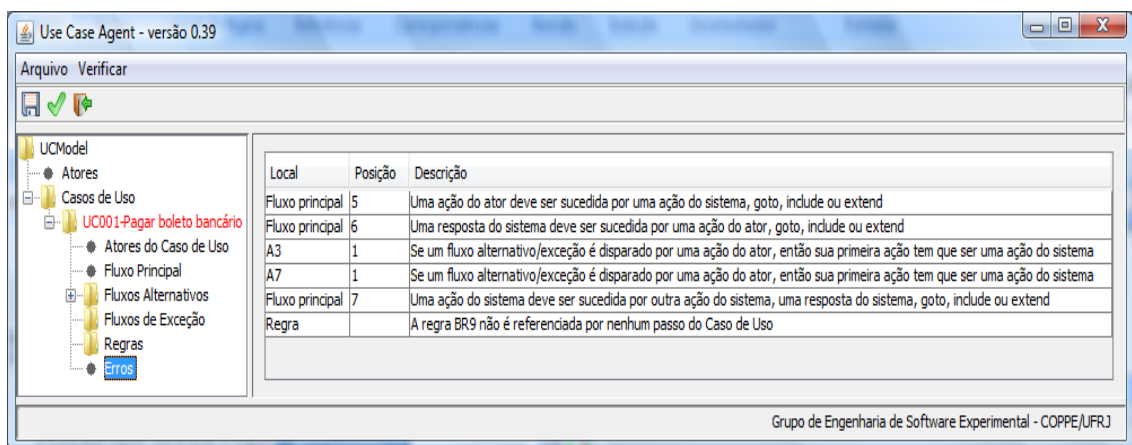 Use Case Agent - versão 0.39
Arquivo Verificar
UCModel
Atores
Casos de Uso
UC001-Pagar boleto bancário
Atores do Caso de Uso
Fluxo Principal
Fluxos Alternativos
Fluxos de Exceção
Regras
Erros
Local Posição Descrição
Fluxo principal 5 Uma ação do ator deve ser sucedida por uma ação do sistema, goto, include ou extend
Fluxo principal 6 Uma resposta do sistema deve ser sucedida por uma ação do ator, goto, include ou extend
A3 1 Se um fluxo alternativo/exceção é disparado por uma ação do ator, então sua primeira ação tem que ser uma ação do sistema
A7 1 Se um fluxo alternativo/exceção é disparado por uma ação do ator, então sua primeira ação tem que ser uma ação do sistema
Fluxo principal 7 Uma ação do sistema deve ser sucedida por outra ação do sistema, uma resposta do sistema, goto, include ou extend
Regra A regra BR9 não é referenciada por nenhum passo do Caso de Uso
Grupo de Engenharia de Software Experimental - COPPE/UFRJ